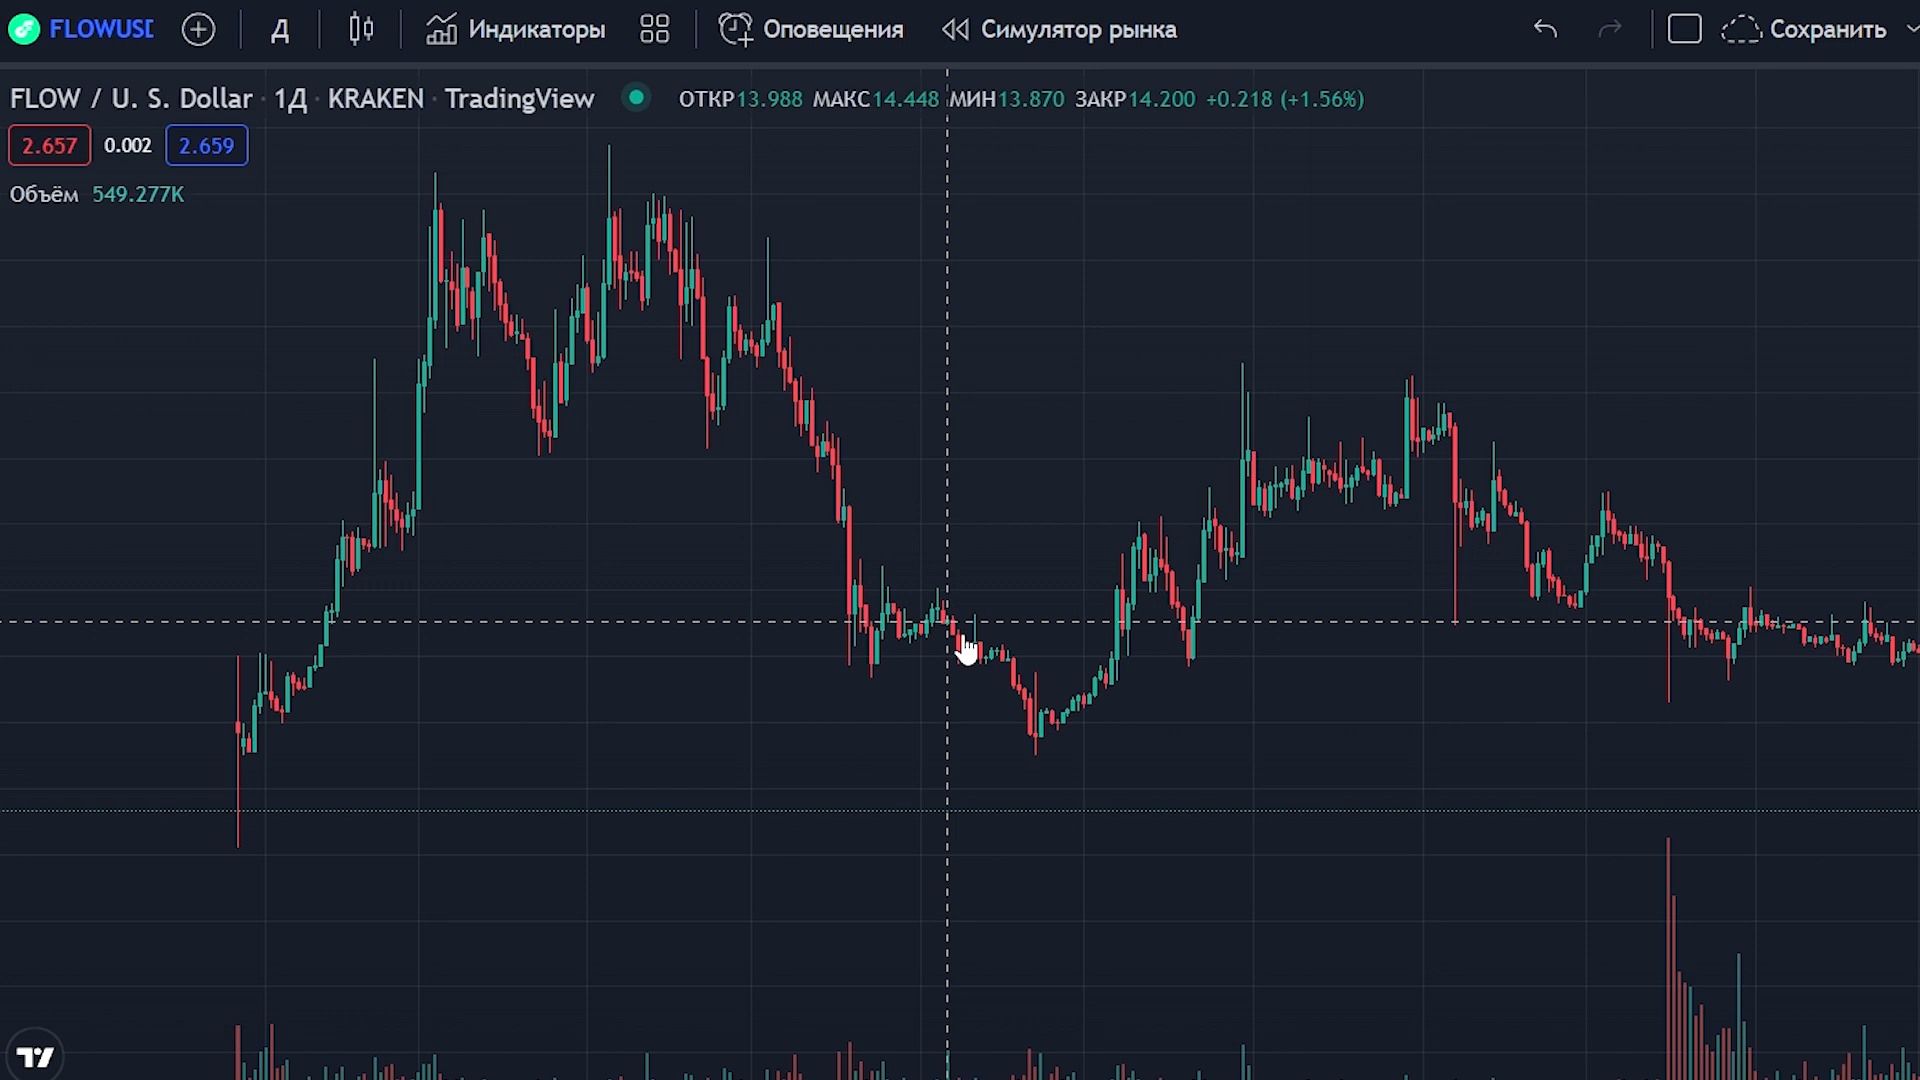 FLOWUSD Д Индикаторы Оповещения Симулятор рынка Сохранить
FLOW / U. S. Dollar · 1Д · KRAKEN · TradingView ОТКР13.988 МАКС14.448 МИН13.870 ЗАКР14.200 +0.218 (+1.56%)
2.657 0.002 2.659
Объём 549.277K